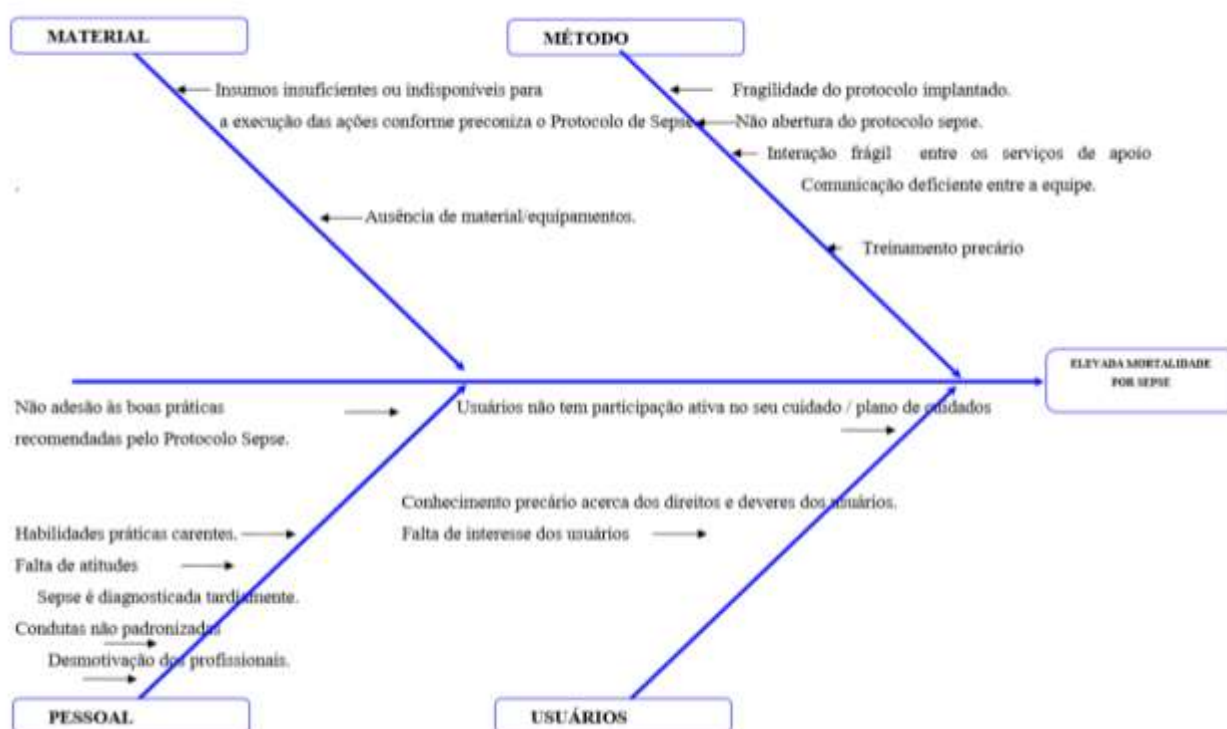 MATERIAL
MÉTODO
Insumos insuficientes ou indisponíveis para
a execução das ações conforme preconiza o Protocolo de Sepse
Ausência de material/equipamentos.
Fragilidade do protocolo implantado.
Não abertura do protocolo sepse.
Interação frágil entre os serviços de apoio
Comunicação deficiente entre a equipe.
Treinamento precário
ELEVADA MORTALIDADE
POR SEPSE
Não adesão às boas práticas
recomendadas pelo Protocolo Sepse.
Habilidades práticas carentes.
Falta de atitudes
Sepse é diagnosticada tardiamente.
Condutas não padronizadas
Desmotivação dos profissionais.
Usuários não tem participação ativa no seu cuidado / plano de cuidados
Conhecimento precário acerca dos direitos e deveres dos usuários.
Falta de interesse dos usuários
PESSOAL
USUÁRIOS